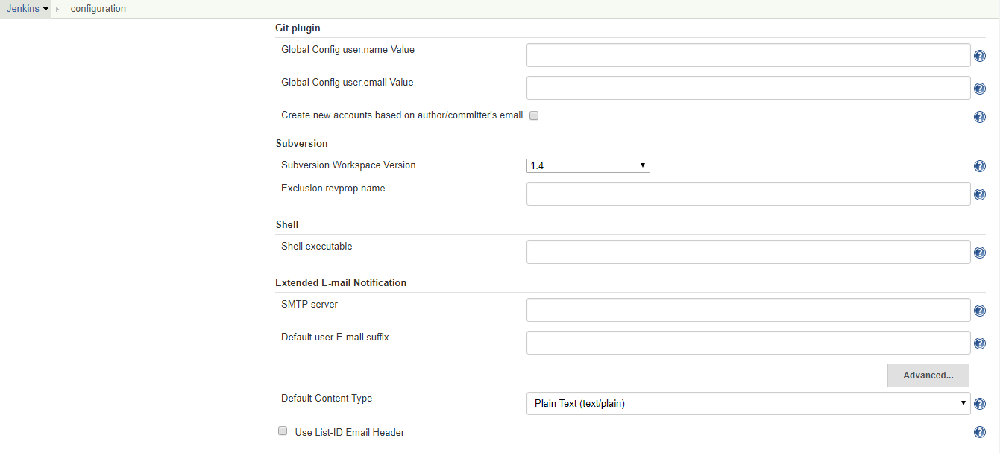 Jenkins configuration
Git plugin
Global Config user.name Value
Global Config user.email Value
Create new accounts based on author/committer's email
Subversion
Subversion Workspace Version 1.4
Exclusion revprop name
Shell
Shell executable
Extended E-mail Notification
SMTP server
Default user E-mail suffix
Advanced...
Default Content Type Plain Text (text/plain)
Use List-ID Email Header